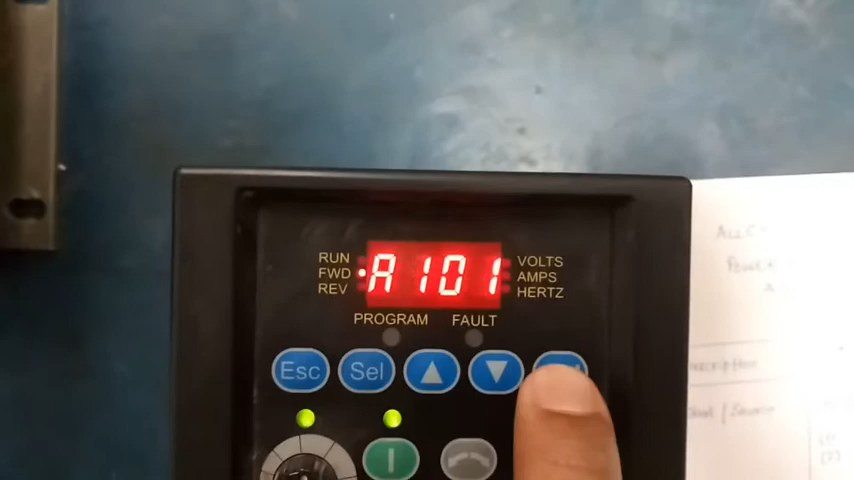 RUN
FWD
REV
A101
VOLTS
AMPS
HERTZ
PROGRAM FAULT
Esc Sel